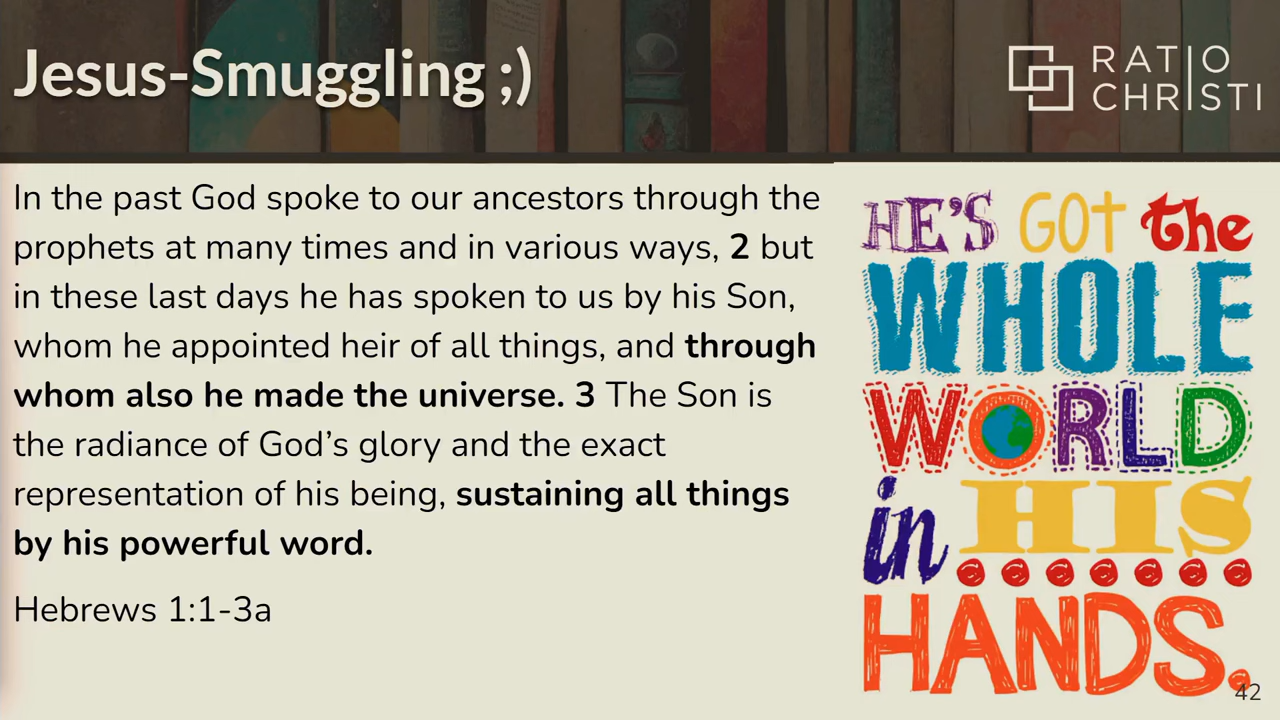 Jesus-Smuggling ;)
RATIO
CHRISTI
In the past God spoke to our ancestors through the
prophets at many times and in various ways, 2 but
in these last days he has spoken to us by his Son,
whom he appointed heir of all things, and through
whom also he made the universe. 3 The Son is
the radiance of God’s glory and the exact
representation of his being, sustaining all things
by his powerful word.
Hebrews 1:1-3a
HE’S GOt the
WHOLE
WORLD
in HIS
HANDS.
42